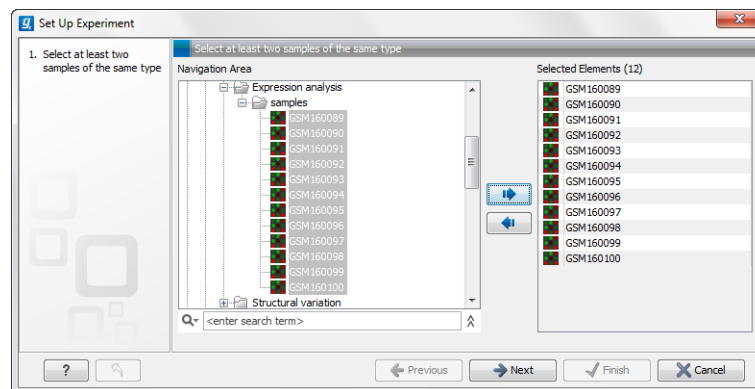 Set Up Experiment
1. Select at least two
samples of the same type
Select at least two samples of the same type
Navigation Area
Expression analysis
samples
GSM160089
GSM160090
GSM160091
GSM160092
GSM160093
GSM160094
GSM160095
GSM160096
GSM160097
GSM160098
GSM160099
GSM160100
Structural variation
<enter search term>
Selected Elements (12)
GSM160089
GSM160090
GSM160091
GSM160092
GSM160093
GSM160094
GSM160095
GSM160096
GSM160097
GSM160098
GSM160099
GSM160100
?
Previous
Next
Finish
Cancel